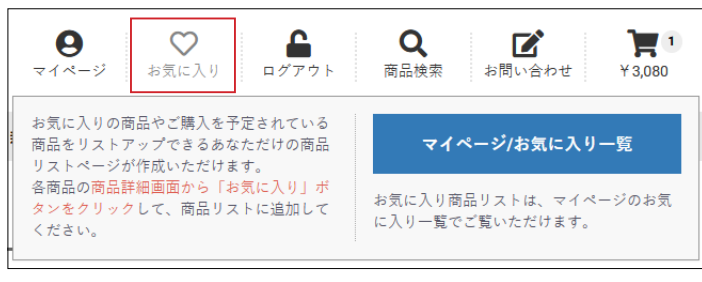 マイページ
お気に入り
ログアウト
商品検索
お問い合わせ
1
¥3,080
お気に入りの商品やご購入を予定されている
商品をリストアップできるあなただけの商品
リストページが作成いただけます。
各商品の商品詳細画面から「お気に入り」ボ
タンをクリックして、商品リストに追加して
ください。
マイページ/お気に入り一覧
お気に入り商品リストは、マイページのお気
に入り一覧でご覧いただけます。